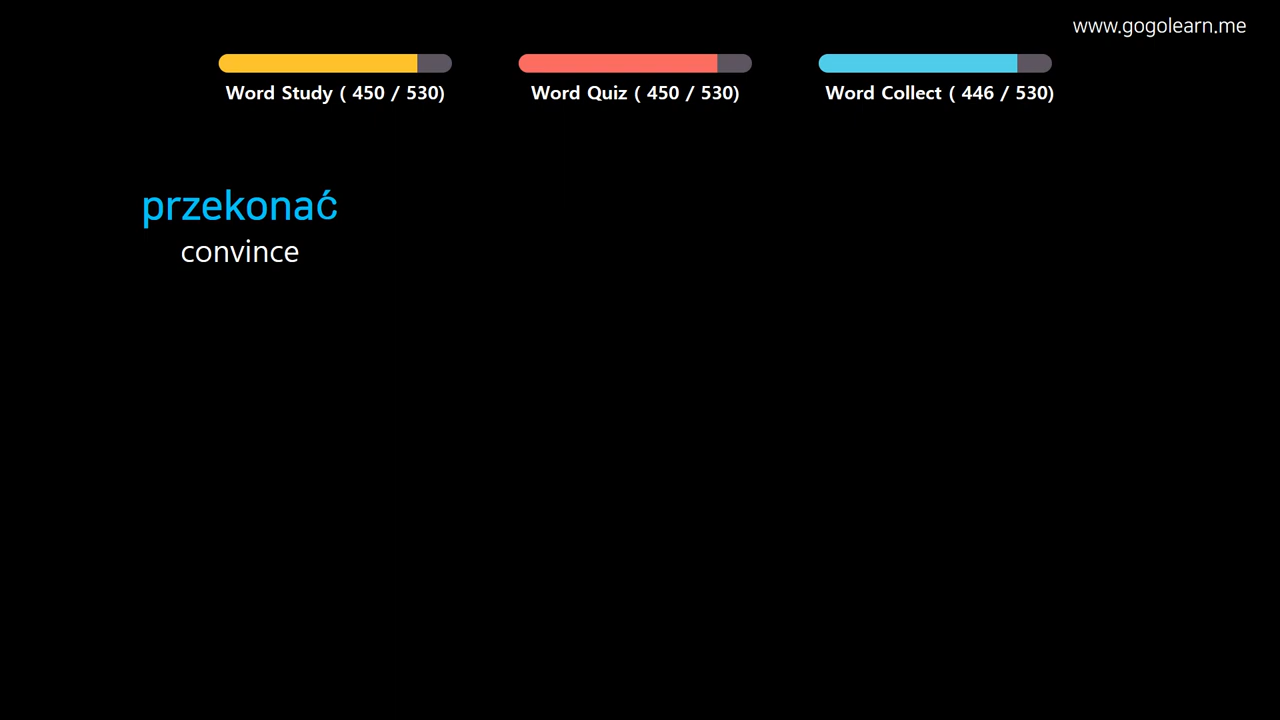 www.gogolearn.me
Word Study ( 450 / 530)
Word Quiz ( 450 / 530)
Word Collect ( 446 / 530)
przekonać
convince